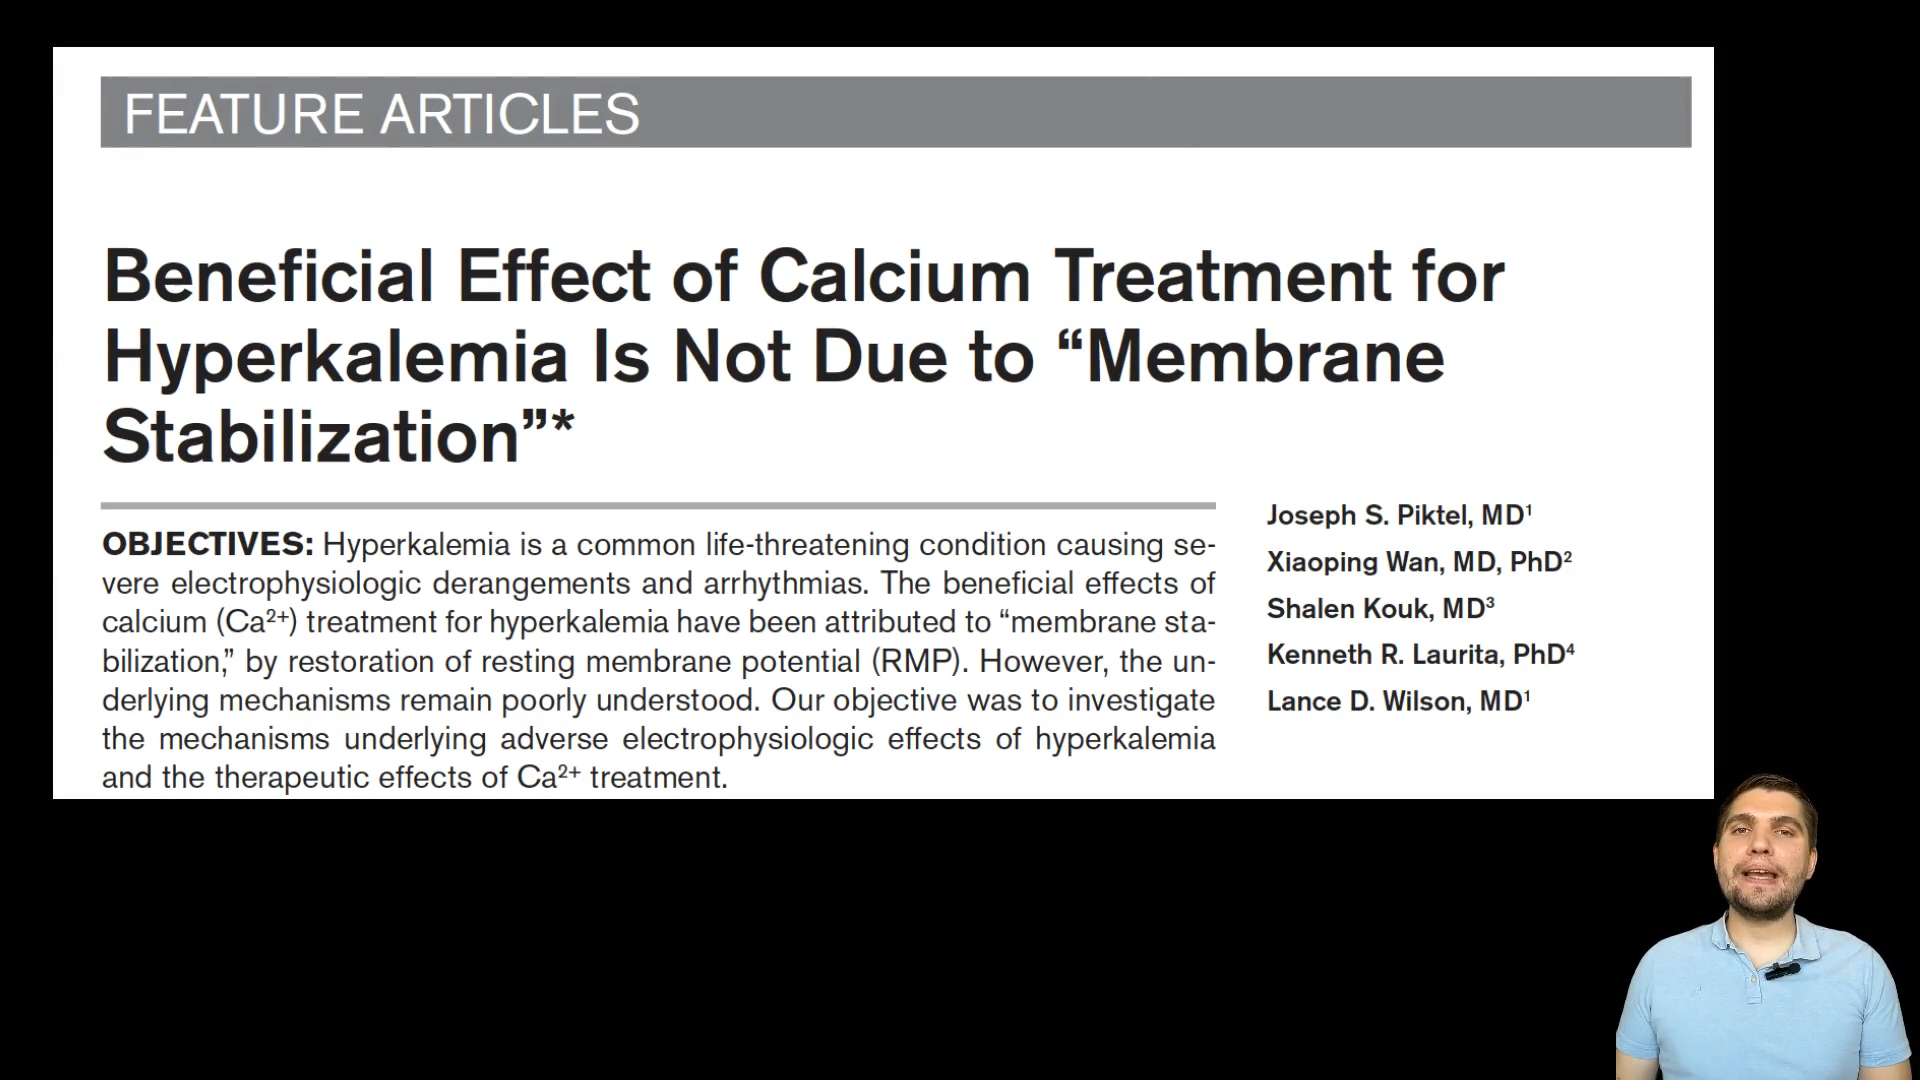 FEATURE ARTICLES
Beneficial Effect of Calcium Treatment for
Hyperkalemia Is Not Due to “Membrane
Stabilization”*
OBJECTIVES: Hyperkalemia is a common life-threatening condition causing se-
vere electrophysiologic derangements and arrhythmias. The beneficial effects of
calcium (Ca²⁺) treatment for hyperkalemia have been attributed to “membrane sta-
bilization,” by restoration of resting membrane potential (RMP). However, the un-
derlying mechanisms remain poorly understood. Our objective was to investigate
the mechanisms underlying adverse electrophysiologic effects of hyperkalemia
and the therapeutic effects of Ca²⁺ treatment.
Joseph S. Piktel, MD¹
Xiaoping Wan, MD, PhD²
Shalen Kouk, MD³
Kenneth R. Laurita, PhD⁴
Lance D. Wilson, MD¹